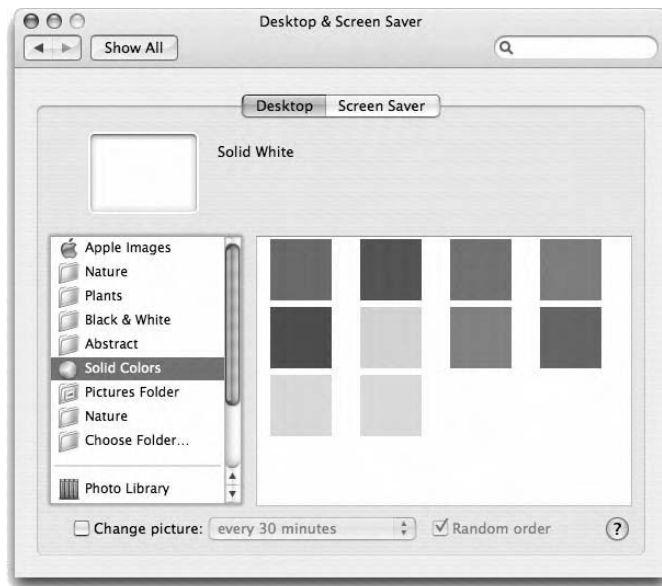 Desktop & Screen Saver
Show All
Desktop Screen Saver
Solid White
Apple Images
Nature
Plants
Black & White
Abstract
Solid Colors
Pictures Folder
Nature
Choose Folder...
Photo Library
Change picture: every 30 minutes Random order ?